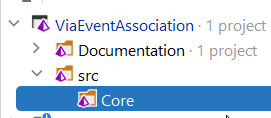 ViaEventAssociation · 1 project
Documentation · 1 project
src
Core